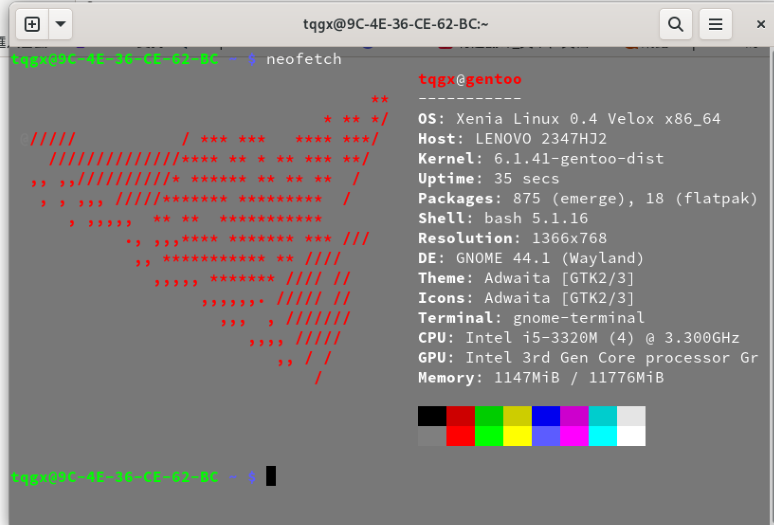 tqgx@9C-4E-36-CE-62-BC:~
tqgx@9C-4E-36-CE-62-BC ~ $ neofetch
tqgx@gentoo
-----------
OS: Xenia Linux 0.4 Velox x86_64
Host: LENOVO 2347HJ2
Kernel: 6.1.41-gentoo-dist
Uptime: 35 secs
Packages: 875 (emerge), 18 (flatpak)
Shell: bash 5.1.16
Resolution: 1366x768
DE: GNOME 44.1 (Wayland)
Theme: Adwaita [GTK2/3]
Icons: Adwaita [GTK2/3]
Terminal: gnome-terminal
CPU: Intel i5-3320M (4) @ 3.300GHz
GPU: Intel 3rd Gen Core processor Gr
Memory: 1147MiB / 11776MiB
tqgx@9C-4E-36-CE-62-BC ~ $